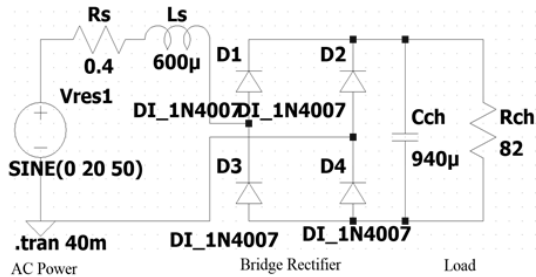 Rs
Ls
D1
D2
0.4
600µ
Vres1
DI_1N4007
DI_1N4007
Cch
Rch
+
D3
D4
940µ
82
SINE(0 20 50)
.tran 40m
DI_1N4007
DI_1N4007
AC Power
Bridge Rectifier
Load